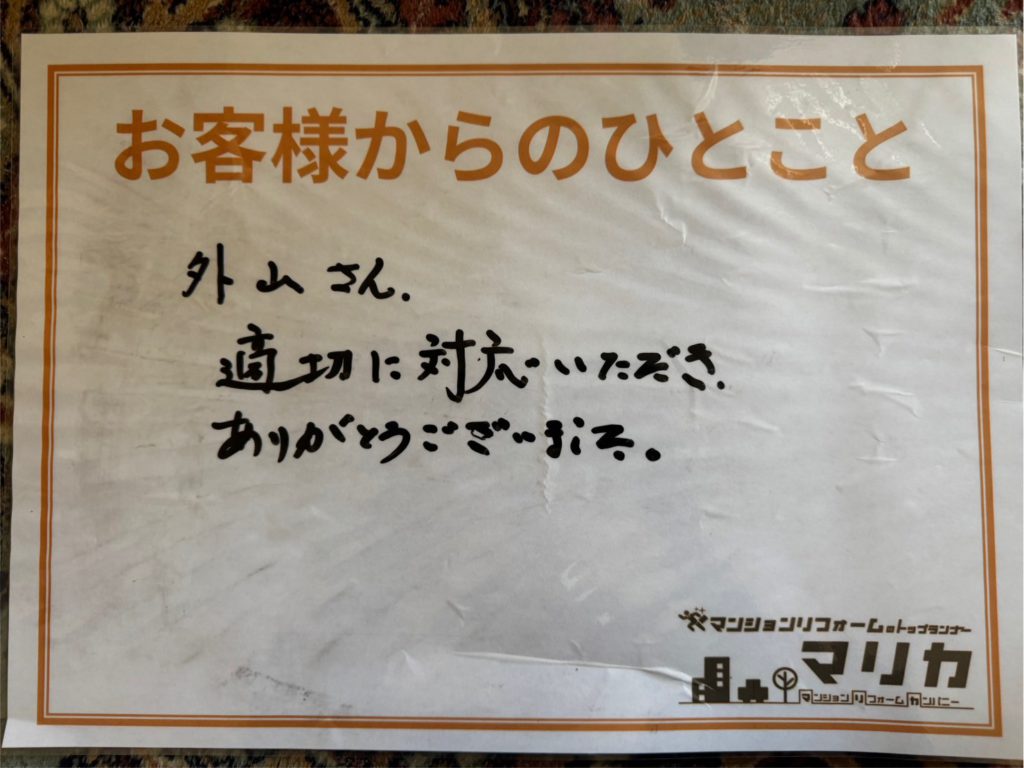 お客様からのひとこと
外山さん.
適切に対応いただき.
ありがとうございました。
マンションリフォームのトップランナー
マリカ
マンションリフォームカンパニー